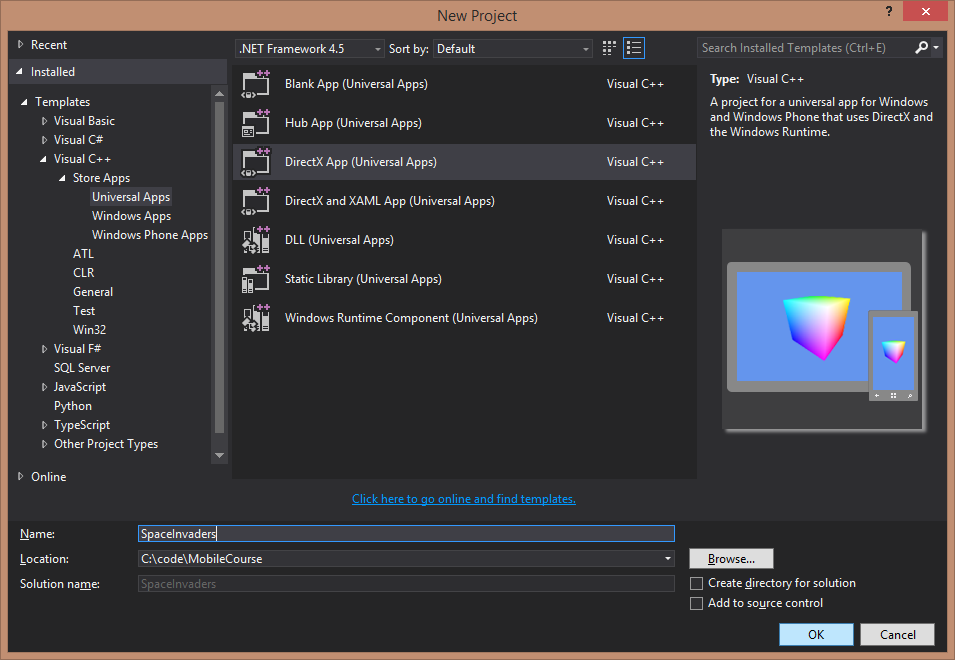 New Project
?
Recent
Installed
Templates
Visual Basic
Visual C#
Visual C++
Store Apps
Universal Apps
Windows Apps
Windows Phone Apps
ATL
CLR
General
Test
Win32
Visual F#
SQL Server
JavaScript
Python
TypeScript
Other Project Types
Online
.NET Framework 4.5 Sort by: Default
Blank App (Universal Apps) Visual C++
Hub App (Universal Apps) Visual C++
DirectX App (Universal Apps) Visual C++
DirectX and XAML App (Universal Apps) Visual C++
DLL (Universal Apps) Visual C++
Static Library (Universal Apps) Visual C++
Windows Runtime Component (Universal Apps) Visual C++
Click here to go online and find templates.
Search Installed Templates (Ctrl+E)
Type: Visual C++
A project for a universal app for Windows
and Windows Phone that uses DirectX and
the Windows Runtime.
Name: SpaceInvaders
Location: C:\code\MobileCourse Browse...
Solution name: SpaceInvaders
Create directory for solution
Add to source control
OK Cancel